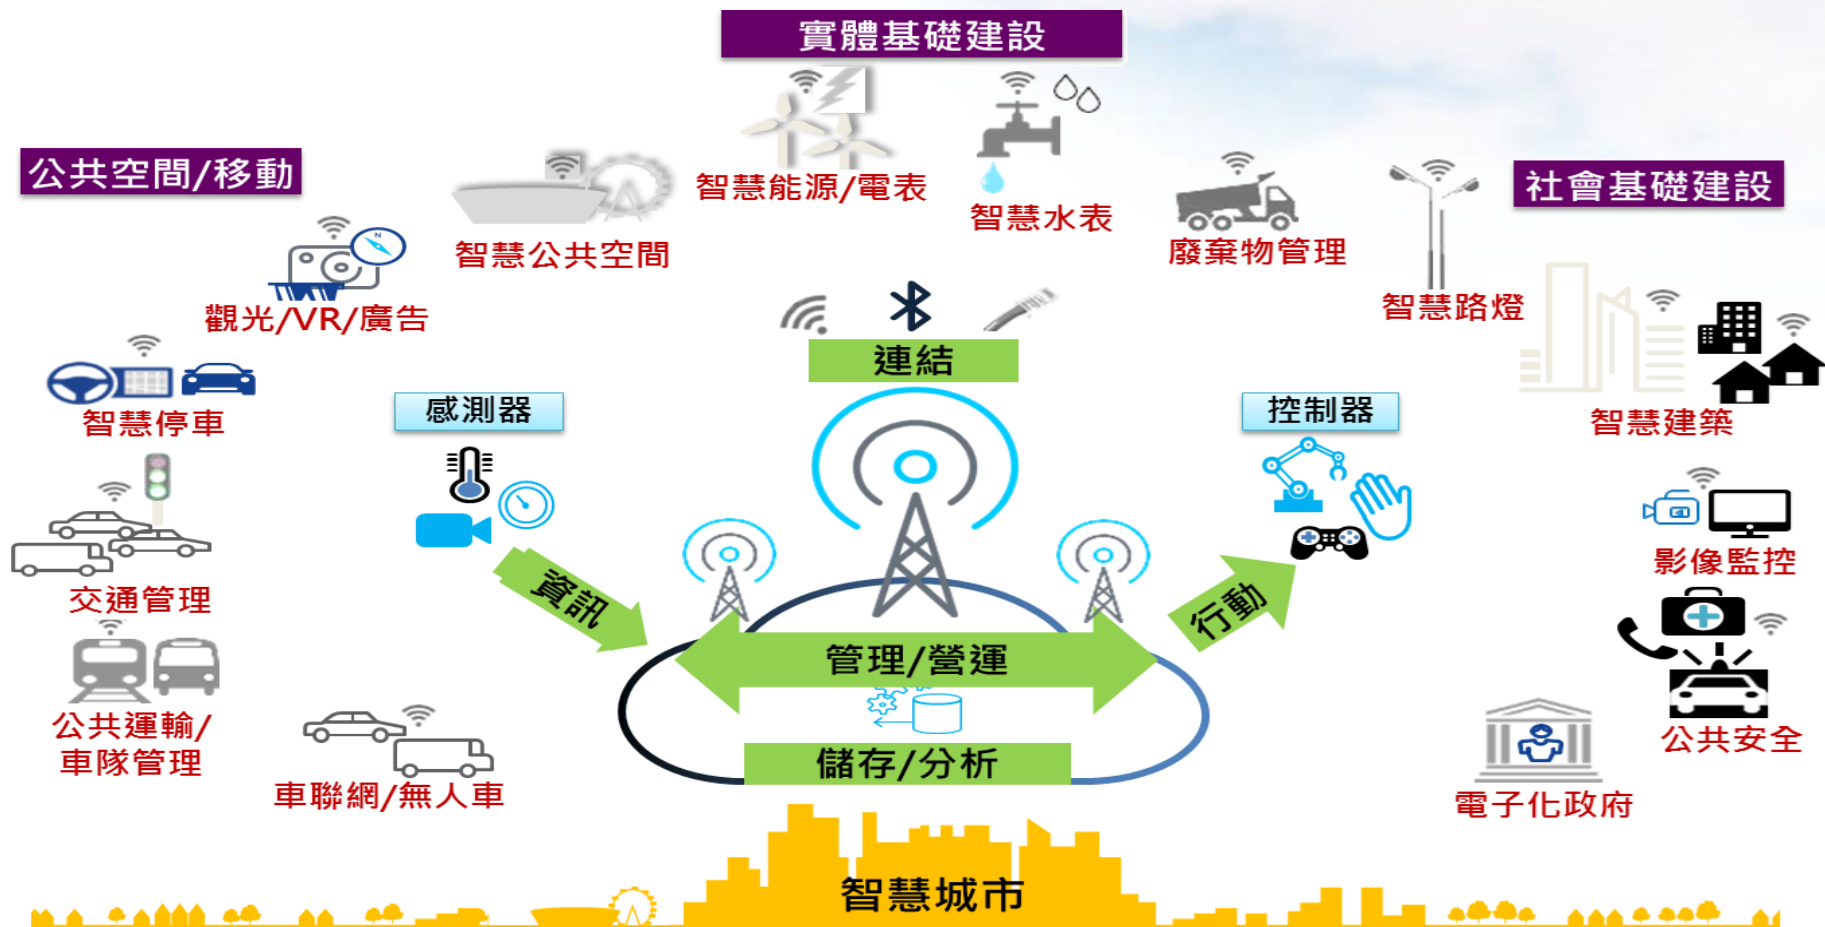 實體基礎建設
公共空間/移動
社會基礎建設
智慧能源/電表
智慧水表
智慧公共空間
廢棄物管理
觀光/VR/廣告
智慧路燈
連結
智慧停車
感測器
控制器
智慧建築
N
影像監控
交通管理
資訊
行動
管理/營運
公共運輸/
車隊管理
公共安全
儲存/分析
車聯網/無人車
電子化政府
智慧城市